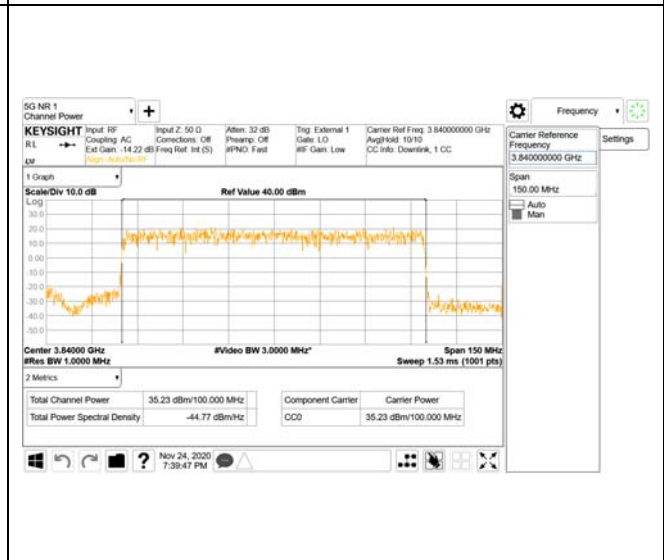 5G NR 1
Channel Power
Frequency
KEYSIGHT
RL
Input: RF
Coupling: AC
Ext Gain: -14.22 dB
Align: Auto/No RF
Input Z: 50 Ω
Corrections: Off
Freq Ref: Int (S)
Atten: 32 dB
Preamp: Off
#PNO: Fast
Trig: External 1
Gate: LO
#IF Gain: Low
Carrier Ref Freq: 3.840000000 GHz
Avg|Hold: 10/10
CC Info: Downlink, 1 CC
Carrier Reference
Frequency
3.840000000 GHz
Settings
Span
150.00 MHz
Auto
Man
1 Graph
Scale/Div 10.0 dB
Ref Value 40.00 dBm
Log
30.0
20.0
10.0
0.00
-10.0
-20.0
-30.0
-40.0
-50.0
Center 3.84000 GHz
#Video BW 3.0000 MHz*
Span 150 MHz
#Res BW 1.0000 MHz
Sweep 1.53 ms (1001 pts)
2 Metrics
Total Channel Power 35.23 dBm/100.000 MHz
Total Power Spectral Density -44.77 dBm/Hz
Component Carrier Carrier Power
CC0 35.23 dBm/100.000 MHz
Nov 24, 2020
7:39:47 PM